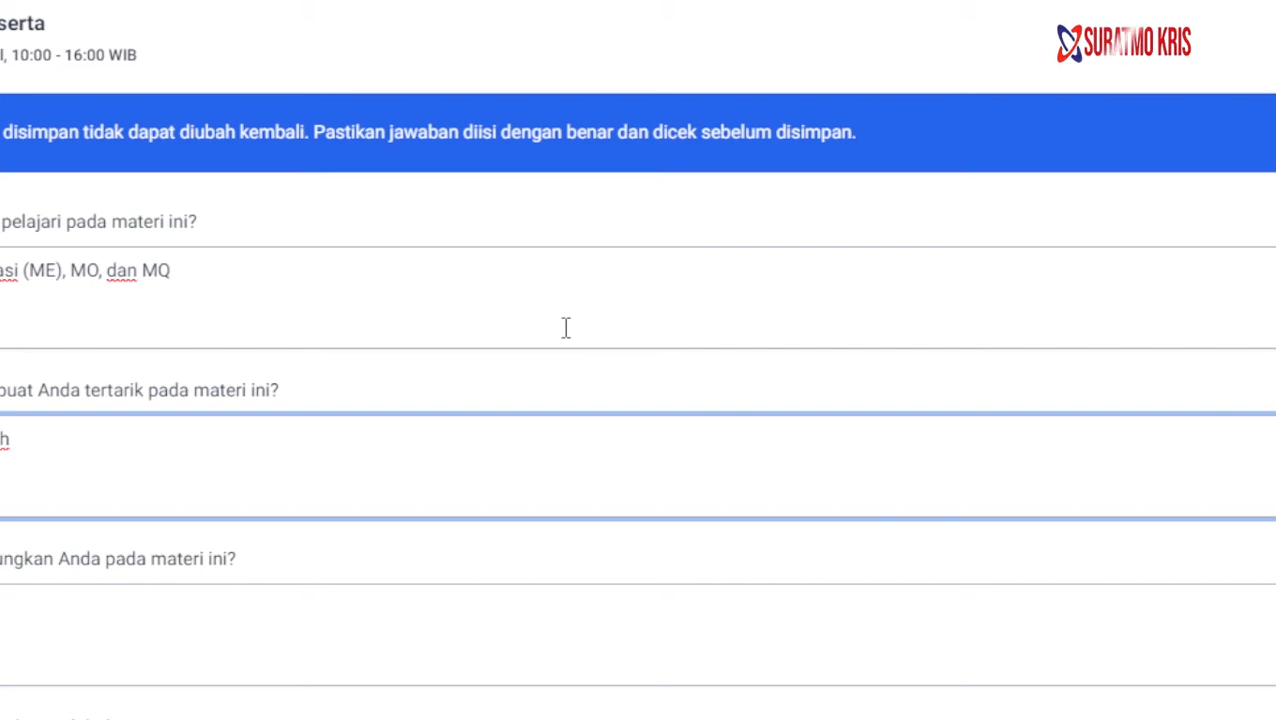 serta
SURATMO KRIS
l, 10:00 - 16:00 WIB
disimpan tidak dapat diubah kembali. Pastikan jawaban diisi dengan benar dan dicek sebelum disimpan.
pelajari pada materi ini?
asi (ME), MO, dan MQ
buat Anda tertarik pada materi ini?
h
ungkan Anda pada materi ini?